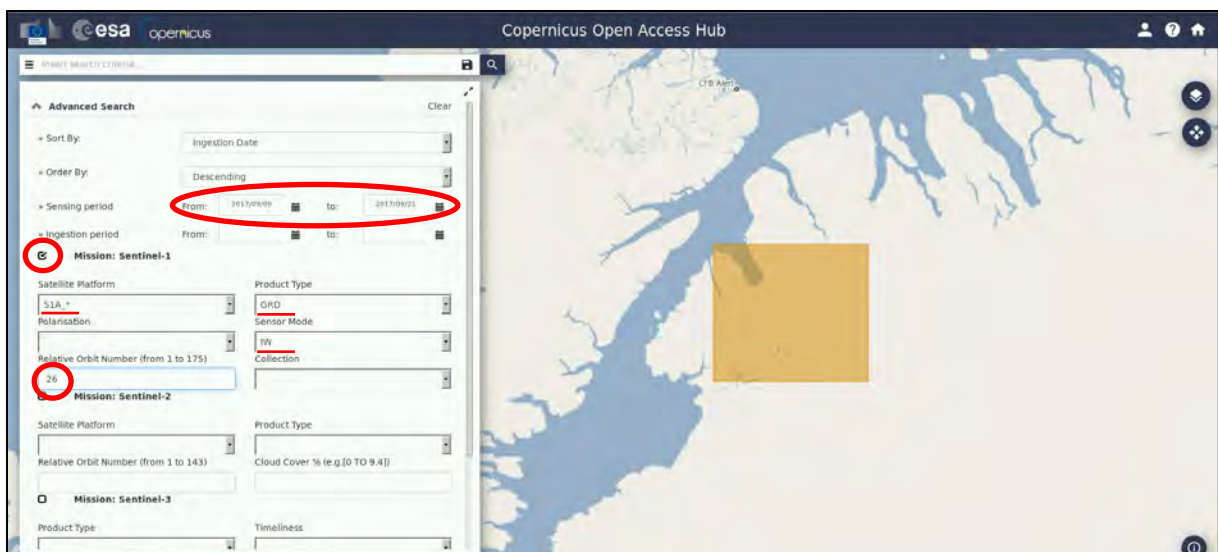 esa opernicus Copernicus Open Access Hub
Insert search criteria...
Advanced Search Clear
» Sort By: Ingestion Date
» Order By: Descending
» Sensing period From: 2017/09/09 to: 2017/09/21
» Ingestion period From: to:
Mission: Sentinel-1
Satellite Platform Product Type
S1A_* GRD
Polarisation Sensor Mode
IW
Relative Orbit Number (from 1 to 175) Collection
26
Mission: Sentinel-2
Satellite Platform Product Type
Relative Orbit Number (from 1 to 143) Cloud Cover % (e.g.[0 TO 9.4])
Mission: Sentinel-3
Product Type Timeliness
CFB Alert